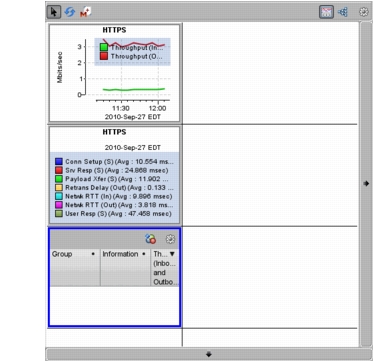 HTTPS
Throughput (In:...
Throughput (O...
Mbits/sec
3
2
1
0
11:30 12:00
2010-Sep-27 EDT
HTTPS
2010-Sep-27 EDT
Conn Setup (S)(Avg : 10.554 ms...
Srv Resp (S)(Avg : 24.868 msec)
Payload Xfer (S)(Avg : 11.902 ...
Retrans Delay (Out)(Avg : 0.133 ...
Netwk RTT (In)(Avg : 9.896 msec)
Netwk RTT (Out)(Avg : 3.818 ms...
User Resp (S)(Avg : 47.458 msec)
Group Information Th...
(Inbo...
and
Outbo...